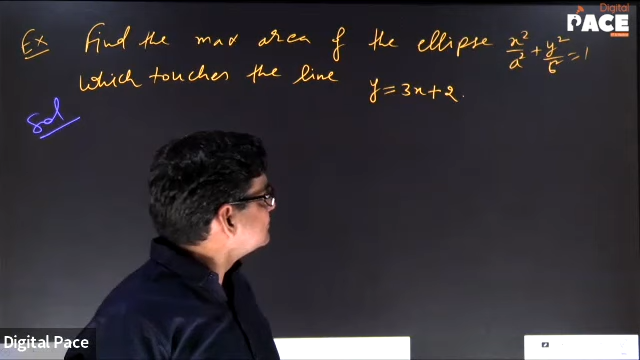 Digital
PACE
Ex Find the max area of the ellipse x²/a² + y²/6² = 1
which touches the line y = 3x + 2.
Sol
Digital Pace